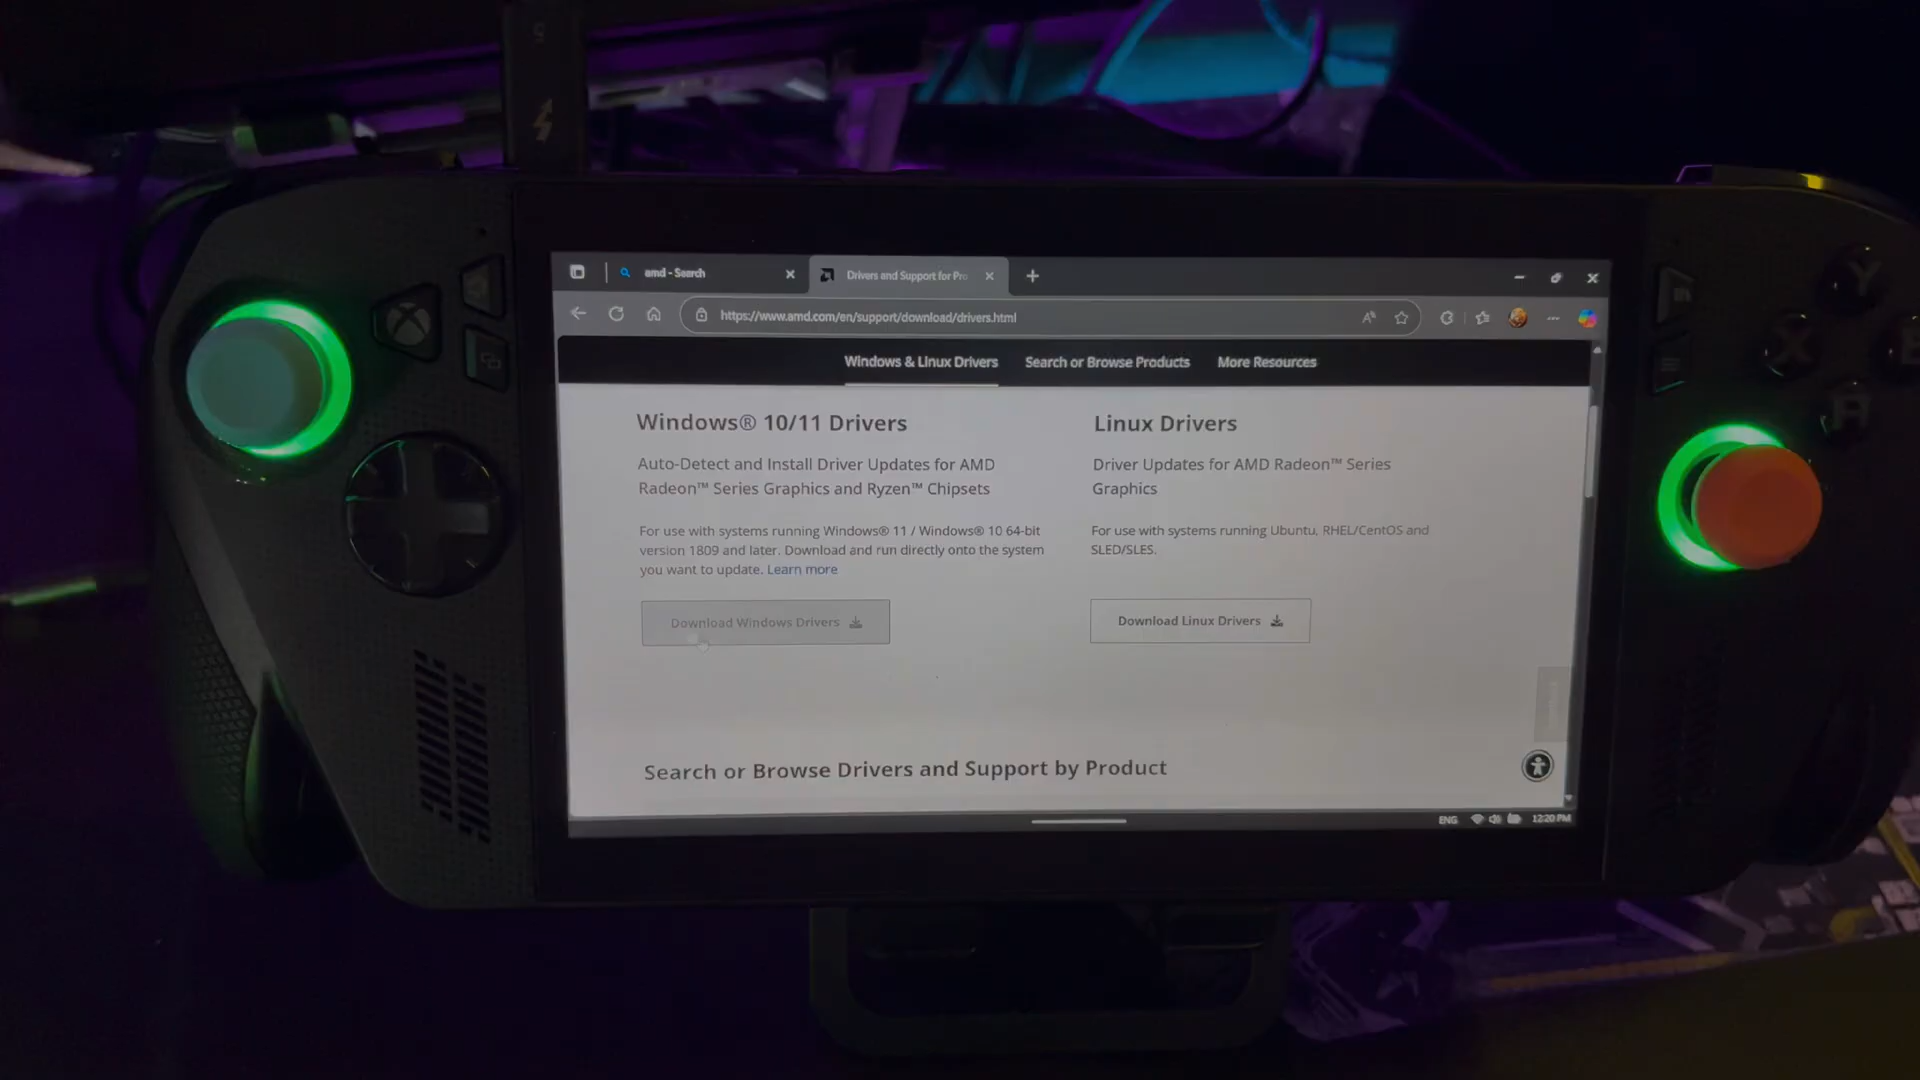 amd - Search
Drivers and Support for Pro
https://www.amd.com/en/support/download/drivers.html
Windows & Linux Drivers
Search or Browse Products
More Resources
Windows® 10/11 Drivers
Auto-Detect and Install Driver Updates for AMD
Radeon™ Series Graphics and Ryzen™ Chipsets
For use with systems running Windows® 11 / Windows® 10 64-bit
version 1809 and later. Download and run directly onto the system
you want to update. Learn more
Download Windows Drivers
Linux Drivers
Driver Updates for AMD Radeon™ Series
Graphics
For use with systems running Ubuntu, RHEL/CentOS and
SLED/SLES.
Download Linux Drivers
Search or Browse Drivers and Support by Product
ENG
12:20 PM
Y
X
B
A